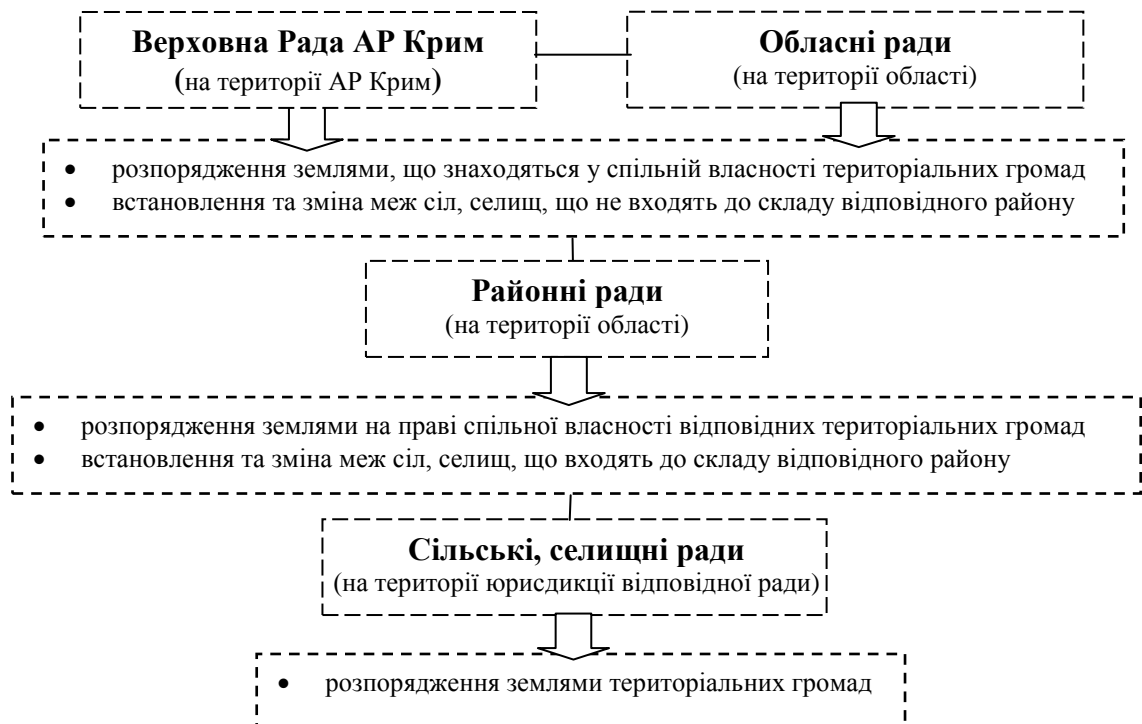 Верховна Рада АР Крим
(на території АР Крим)
Обласні ради
(на території області)
• розпорядження землями, що знаходяться у спільній власності територіальних громад
• встановлення та зміна меж сіл, селищ, що не входять до складу відповідного району
Районні ради
(на території області)
• розпорядження землями на праві спільної власності відповідних територіальних громад
• встановлення та зміна меж сіл, селищ, що входять до складу відповідного району
Сільські, селищні ради
(на території юрисдикції відповідної ради)
• розпорядження землями територіальних громад